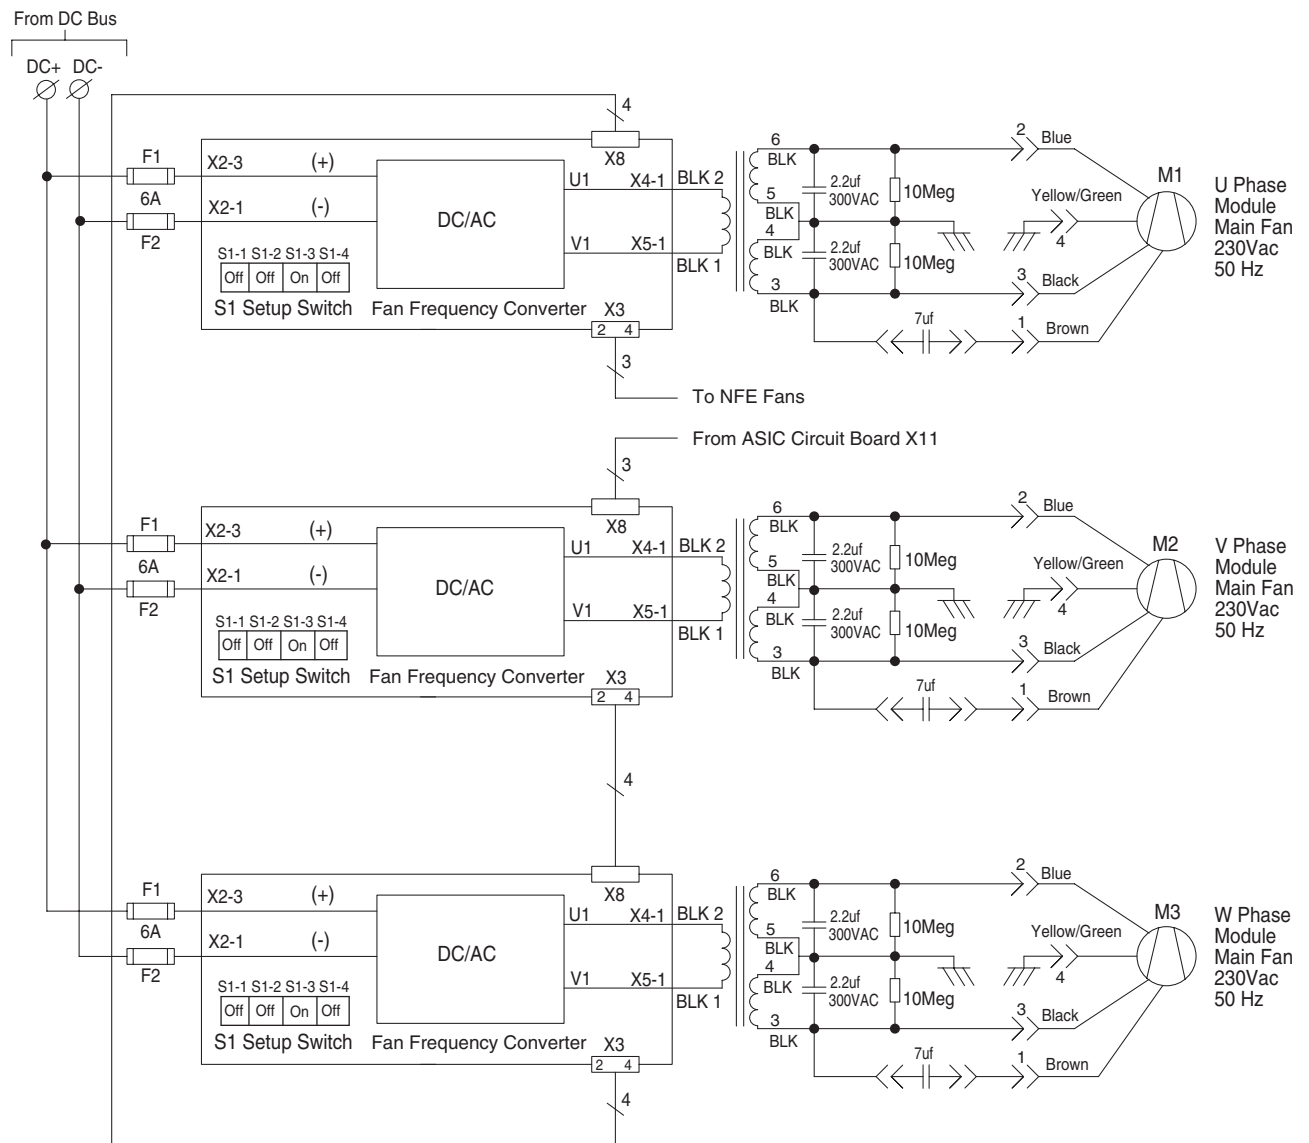 From DC Bus
DC+ DC-
4
F1
X2-3 (+)
X8
6A
X2-1 (-)
F2
DC/AC
U1 X4-1 BLK 2
V1 X5-1
BLK 1
S1-1 S1-2 S1-3 S1-4
Off Off On Off
S1 Setup Switch
Fan Frequency Converter
X3
2 4
3
To NFE Fans
6
BLK
5
BLK
4
BLK
3
BLK
2.2uf
300VAC
10Meg
2.2uf
300VAC
10Meg
7uf
2 Blue
Yellow/Green
4
3 Black
1 Brown
M1
U Phase
Module
Main Fan
230Vac
50 Hz
From ASIC Circuit Board X11
3
F1
X2-3 (+)
X8
6A
X2-1 (-)
F2
DC/AC
U1 X4-1 BLK 2
V1 X5-1
BLK 1
S1-1 S1-2 S1-3 S1-4
Off Off On Off
S1 Setup Switch
Fan Frequency Converter
X3
2 4
4
6
BLK
5
BLK
4
BLK
3
BLK
2.2uf
300VAC
10Meg
2.2uf
300VAC
10Meg
7uf
2 Blue
Yellow/Green
4
3 Black
1 Brown
M2
V Phase
Module
Main Fan
230Vac
50 Hz
F1
X2-3 (+)
X8
6A
X2-1 (-)
F2
DC/AC
U1 X4-1 BLK 2
V1 X5-1
BLK 1
S1-1 S1-2 S1-3 S1-4
Off Off On Off
S1 Setup Switch
Fan Frequency Converter
X3
2 4
4
6
BLK
5
BLK
4
BLK
3
BLK
2.2uf
300VAC
10Meg
2.2uf
300VAC
10Meg
7uf
2 Blue
Yellow/Green
4
3 Black
1 Brown
M3
W Phase
Module
Main Fan
230Vac
50 Hz